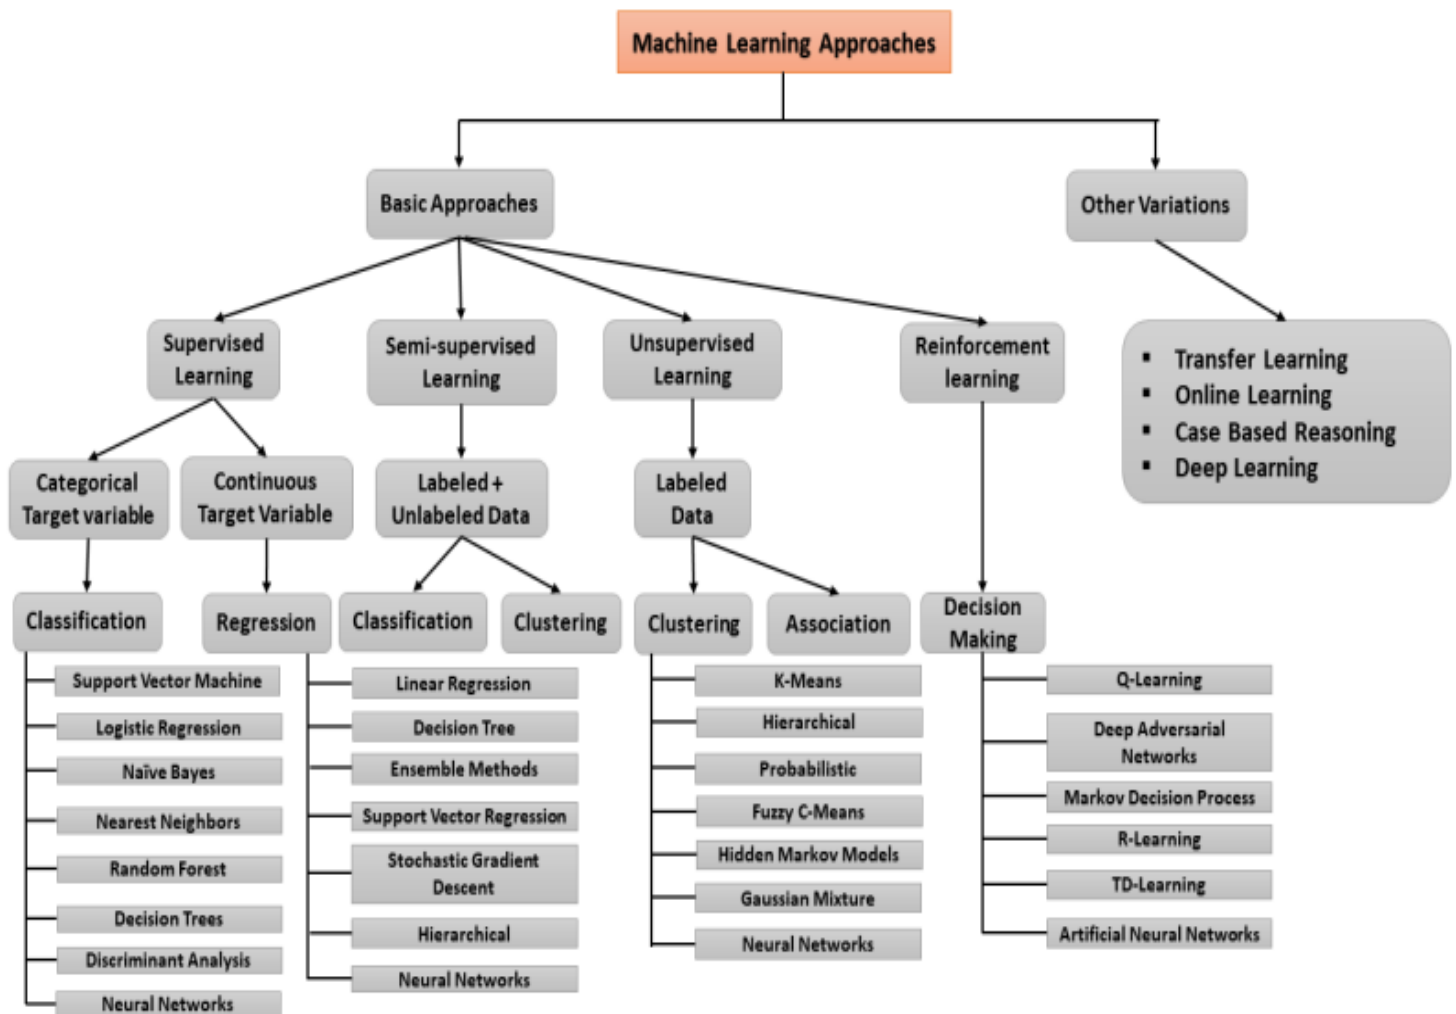 Machine Learning Approaches
Basic Approaches
Other Variations
Supervised
Learning
Semi-supervised
Learning
Unsupervised
Learning
Reinforcement
learning
▪ Transfer Learning
▪ Online Learning
▪ Case Based Reasoning
▪ Deep Learning
Categorical
Target variable
Continuous
Target Variable
Labeled +
Unlabeled Data
Labeled
Data
Classification
Regression
Classification
Clustering
Clustering
Association
Decision
Making
Support Vector Machine
Logistic Regression
Naïve Bayes
Nearest Neighbors
Random Forest
Decision Trees
Discriminant Analysis
Neural Networks
Linear Regression
Decision Tree
Ensemble Methods
Support Vector Regression
Stochastic Gradient
Descent
Hierarchical
Neural Networks
K-Means
Hierarchical
Probabilistic
Fuzzy C-Means
Hidden Markov Models
Gaussian Mixture
Neural Networks
Q-Learning
Deep Adversarial
Networks
Markov Decision Process
R-Learning
TD-Learning
Artificial Neural Networks